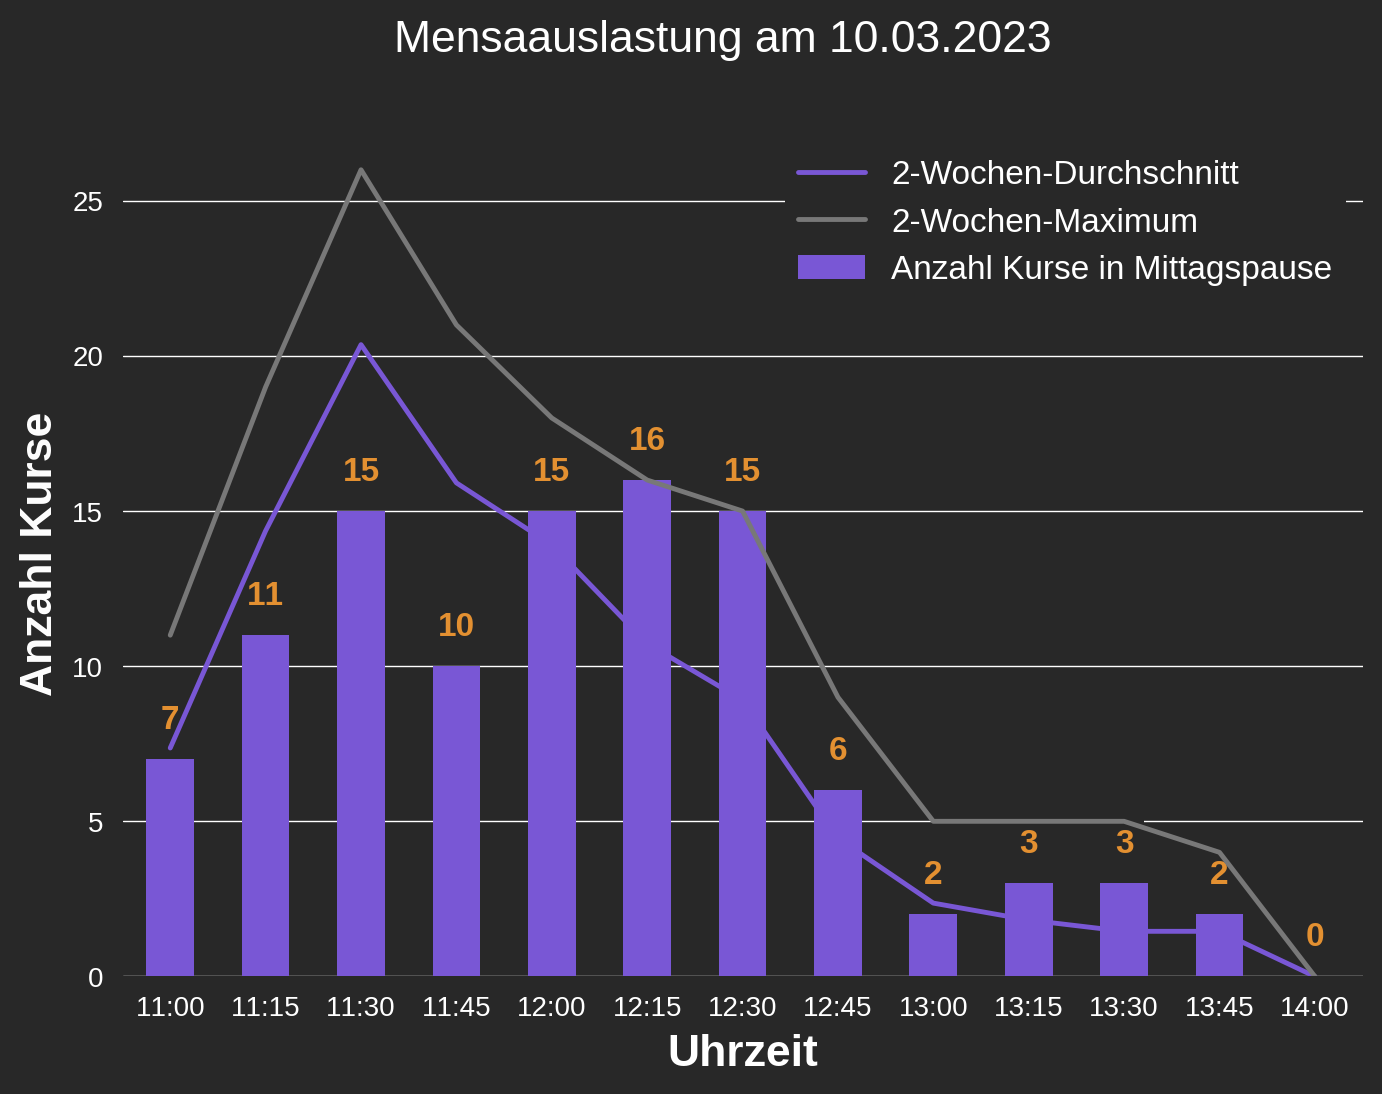 Mensaauslastung am 10.03.2023
2-Wochen-Durchschnitt
2-Wochen-Maximum
Anzahl Kurse in Mittagspause
Anzahl Kurse
25
20
15
10
5
0
7
11
15
10
15
16
15
6
2
3
3
2
0
11:00 11:15 11:30 11:45 12:00 12:15 12:30 12:45 13:00 13:15 13:30 13:45 14:00
Uhrzeit